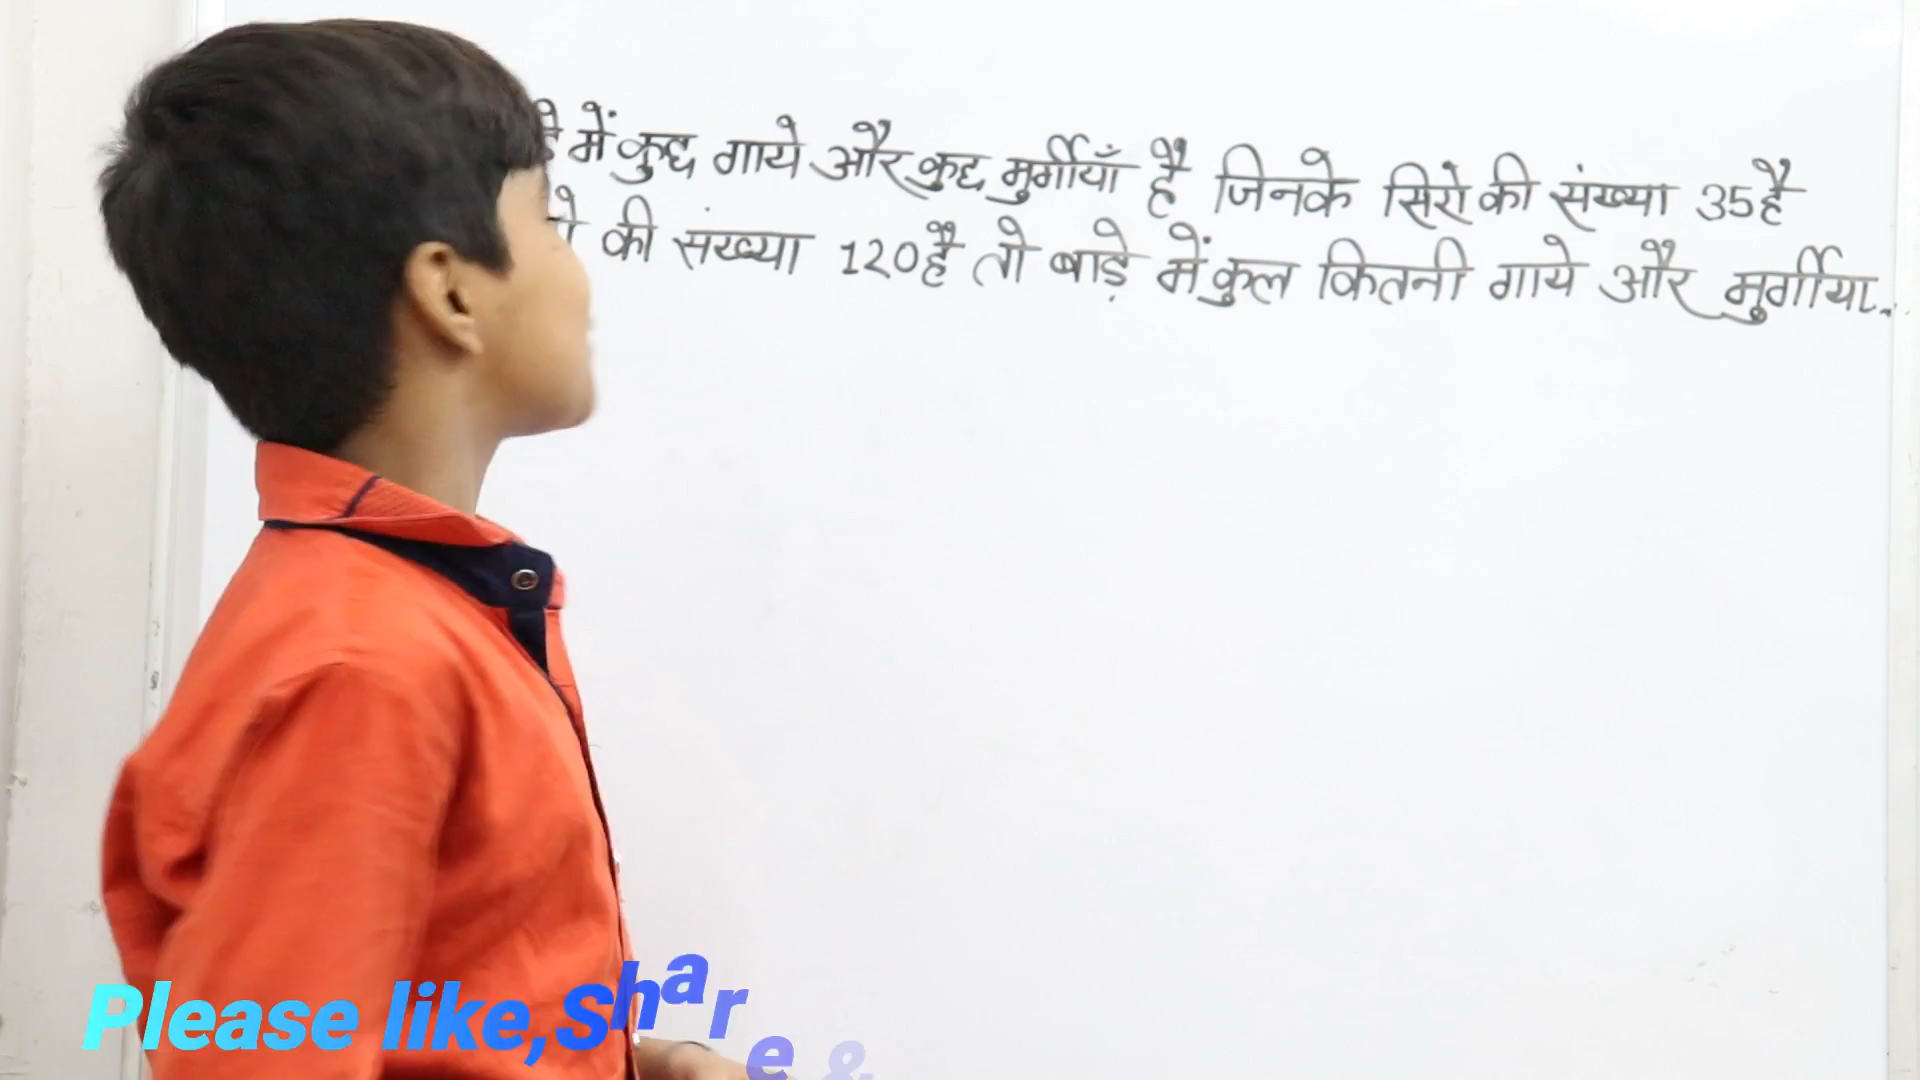 में कुछ गाये और कुछ मुर्गीयाँ है जिनके सिरो की संख्या 35 है
की संख्या 120 है तो बाड़े में कुल कितनी गाये और मुर्गीया...
Please like,Share &